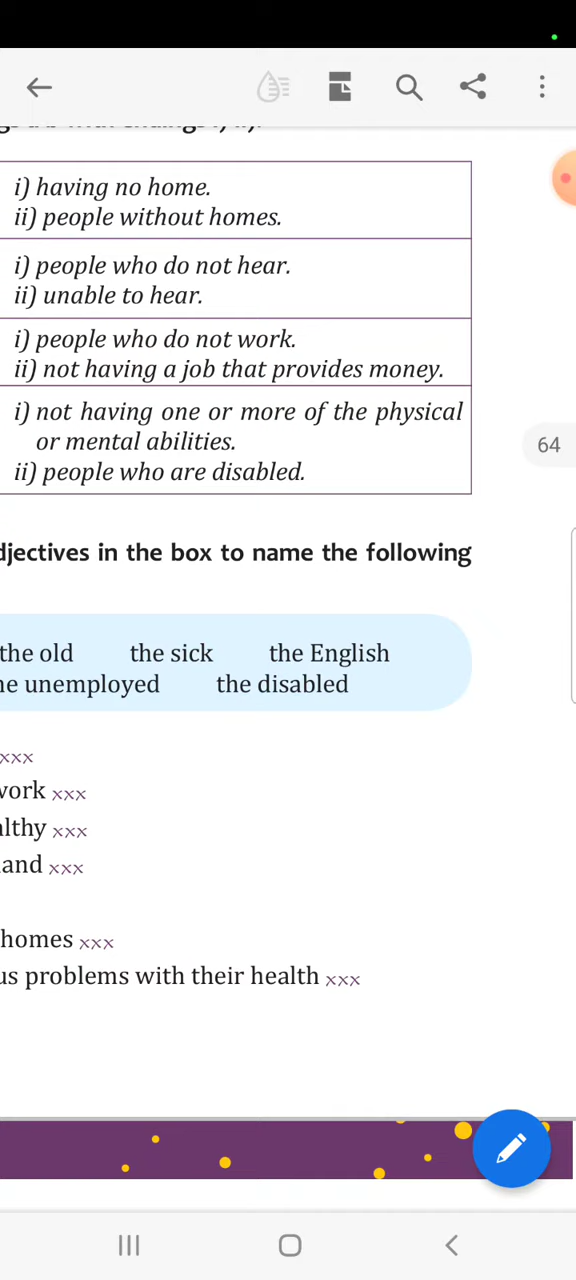 i) having no home.
ii) people without homes.
i) people who do not hear.
ii) unable to hear.
i) people who do not work.
ii) not having a job that provides money.
i) not having one or more of the physical
or mental abilities.
ii) people who are disabled.
64
djectives in the box to name the following
the old the sick the English
he unemployed the disabled
xxx
work xxx
althy xxx
land xxx
homes xxx
us problems with their health xxx